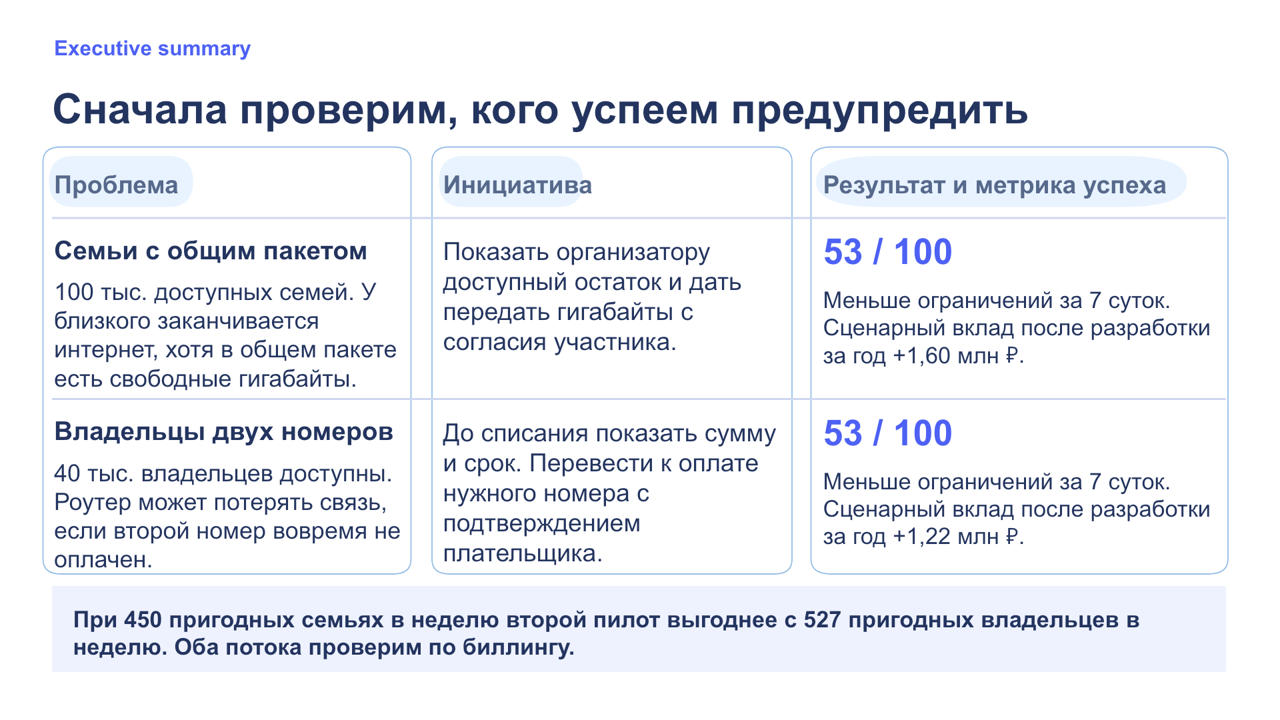 Executive summary
Сначала проверим, кого успеем предупредить
Проблема
Инициатива
Результат и метрика успеха
Семьи с общим пакетом
100 тыс. доступных семей. У
близкого заканчивается
интернет, хотя в общем пакете
есть свободные гигабайты.
Показать организатору
доступный остаток и дать
передать гигабайты с
согласия участника.
53 / 100
Меньше ограничений за 7 суток.
Сценарный вклад после разработки
за год +1,60 млн ₽.
Владельцы двух номеров
40 тыс. владельцев доступны.
Роутер может потерять связь,
если второй номер вовремя не
оплачен.
До списания показать сумму
и срок. Перевести к оплате
нужного номера с
подтверждением
плательщика.
53 / 100
Меньше ограничений за 7 суток.
Сценарный вклад после разработки
за год +1,22 млн ₽.
При 450 пригодных семьях в неделю второй пилот выгоднее с 527 пригодных владельцев в
неделю. Оба потока проверим по биллингу.